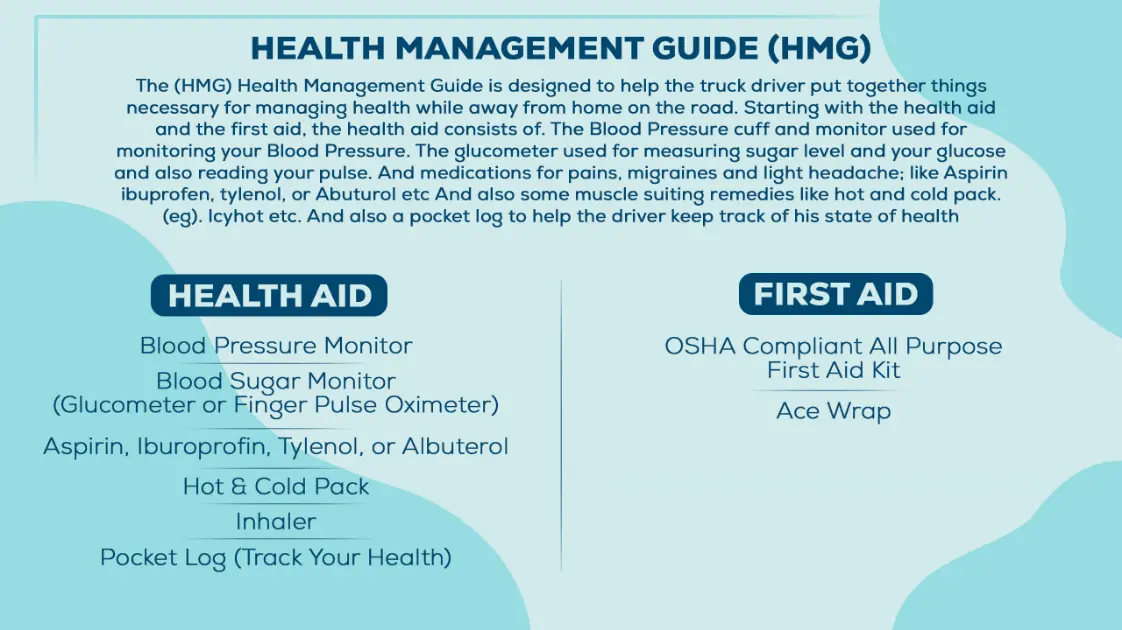 HEALTH MANAGEMENT GUIDE (HMG)
The (HMG) Health Management Guide is designed to help the truck driver put together things
necessary for managing health while away from home on the road. Starting with the health aid
and the first aid, the health aid consists of. The Blood Pressure cuff and monitor used for
monitoring your Blood Pressure. The glucometer used for measuring sugar level and your glucose
and also reading your pulse. And medications for pains, migraines and light headache; like Aspirin
ibuprofen, tylenol, or Abuturol etc And also some muscle suiting remedies like hot and cold pack.
(eg). Icyhot etc. And also a pocket log to help the driver keep track of his state of health
HEALTH AID
Blood Pressure Monitor
Blood Sugar Monitor
(Glucometer or Finger Pulse Oximeter)
Aspirin, Iburoprofin, Tylenol, or Albuterol
Hot & Cold Pack
Inhaler
Pocket Log (Track Your Health)
FIRST AID
OSHA Compliant All Purpose
First Aid Kit
Ace Wrap